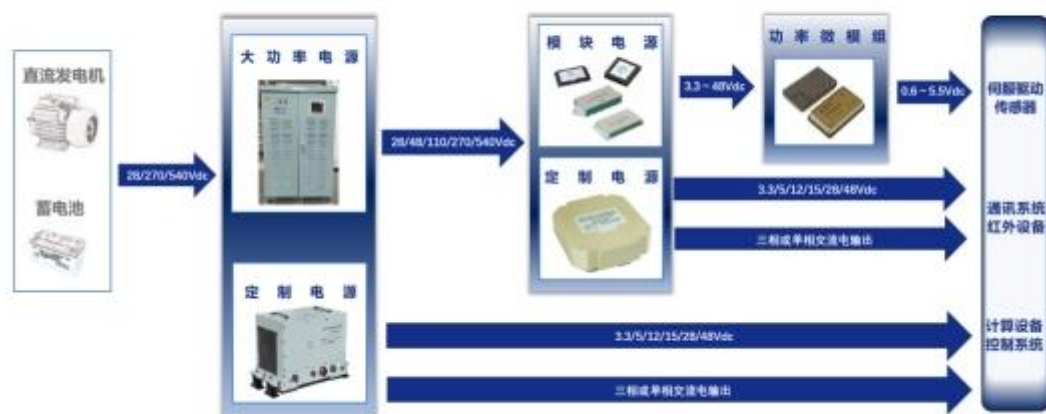 直流发电机
蓄电池
28/270/540Vdc
大功率电源
定制电源
28/48/110/270/540Vdc
模块电源
定制电源
3.3~48Vdc
功率微模组
0.6~5.5Vdc
3.3/5/12/15/28/48Vdc
三相或单相交流电输出
3.3/5/12/15/28/48Vdc
三相或单相交流电输出
伺服驱动
传感器
通讯系统
红外设备
计算设备
控制系统